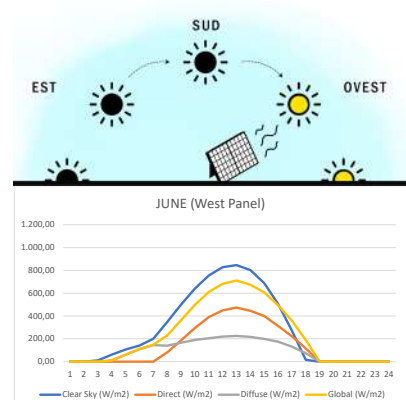 SUD
EST
OVEST
JUNE (West Panel)
1.200,00
1.000,00
800,00
600,00
400,00
200,00
0,00
1 2 3 4 5 6 7 8 9 10 11 12 13 14 15 16 17 18 19 20 21 22 23 24
Clear Sky (W/m2) Direct (W/m2) Diffuse (W/m2) Global (W/m2)